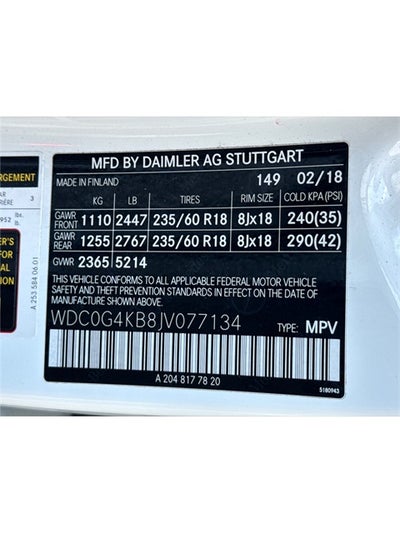 MFD BY DAIMLER AG STUTTGART
MADE IN FINLAND 149 02/18
KG LB TIRES RIM SIZE COLD KPA (PSI)
GAWR FRONT 1110 2447 235/60 R18 8Jx18 240(35)
GAWR REAR 1255 2767 235/60 R18 8Jx18 290(42)
GVWR 2365 5214
THIS VEHICLE CONFORMS TO ALL APPLICABLE FEDERAL MOTOR VEHICLE
SAFETY AND THEFT PREVENTION STANDARDS IN EFFECT ON THE DATE OF
MANUFACTURE SHOWN ABOVE.
WDC0G4KB8JV077134 TYPE: MPV
A 204 817 78 20
5180943
3
952 lbs.
lb.
A 253 584 06 01